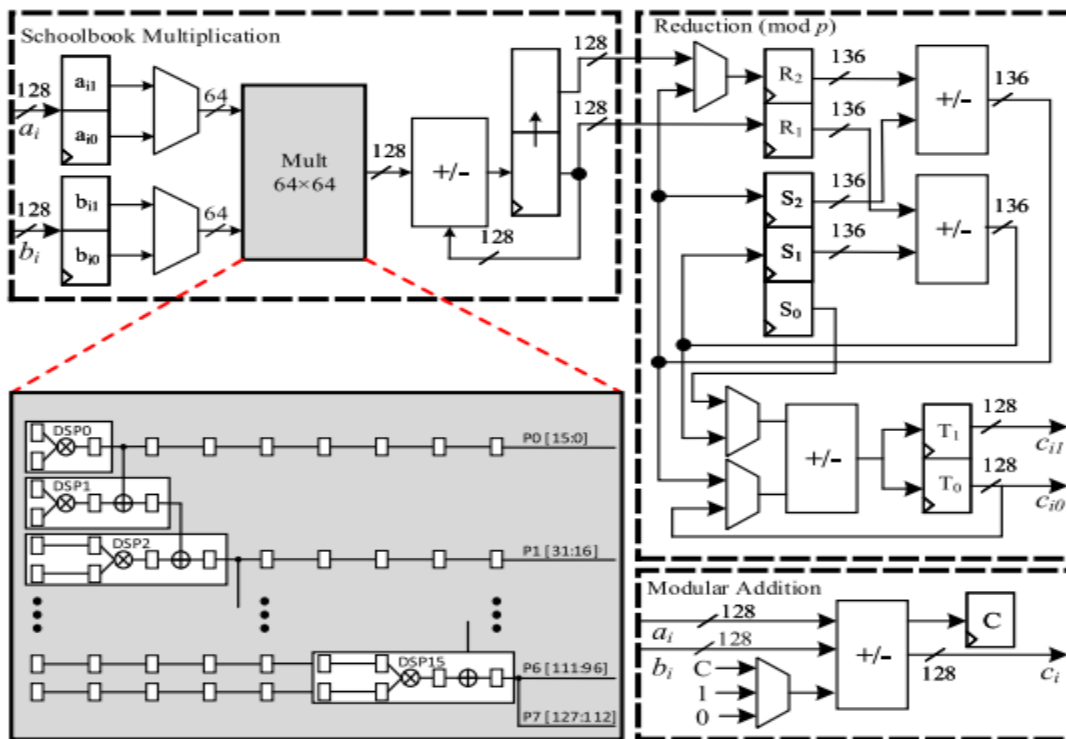 Schoolbook Multiplication
128
a_i
a_i1
a_i0
64
128
b_i
b_i1
b_i0
64
Mult
64×64
128
+/-
128
128
128
Reduction (mod p)
R₂
R₁
136
136
+/-
136
S₂
S₁
S₀
136
136
+/-
136
+/-
T₁
T₀
128
c_i1
128
c_i0
DSP0
P0 [15:0]
DSP1
DSP2
P1 [31:16]
DSP15
P6 [111:96]
P7 [127:112]
Modular Addition
128
a_i
128
b_i
C
1
0
+/-
C
128
c_i